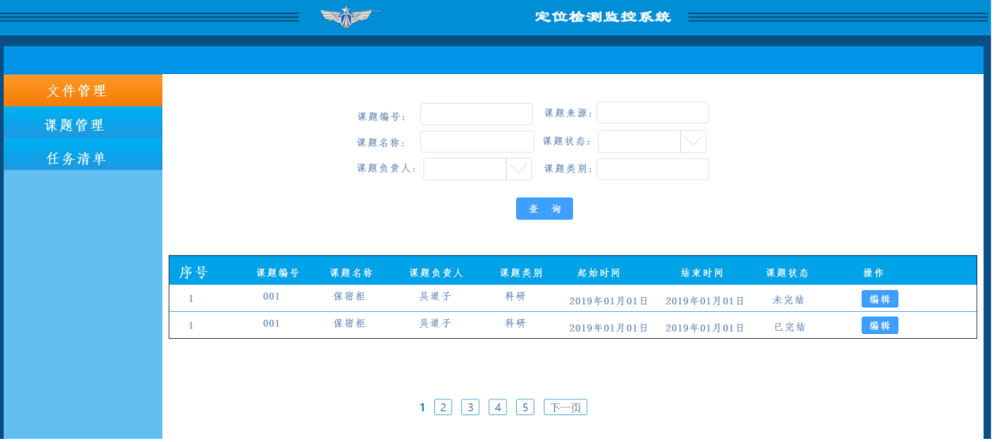 定位检测监控系统
文件管理
课题管理
任务清单
课题编号: 课题来源:
课题名称: 课题状态:
课题负责人: 课题类别:
查 询
序号 课题编号 课题名称 课题负责人 课题类别 起始时间 结束时间 课题状态 操作
1 001 保密柜 吴道子 科研 2019年01月01日 2019年01月01日 未完结 编辑
1 001 保密柜 吴道子 科研 2019年01月01日 2019年01月01日 已完结 编辑
1 2 3 4 5 下一页